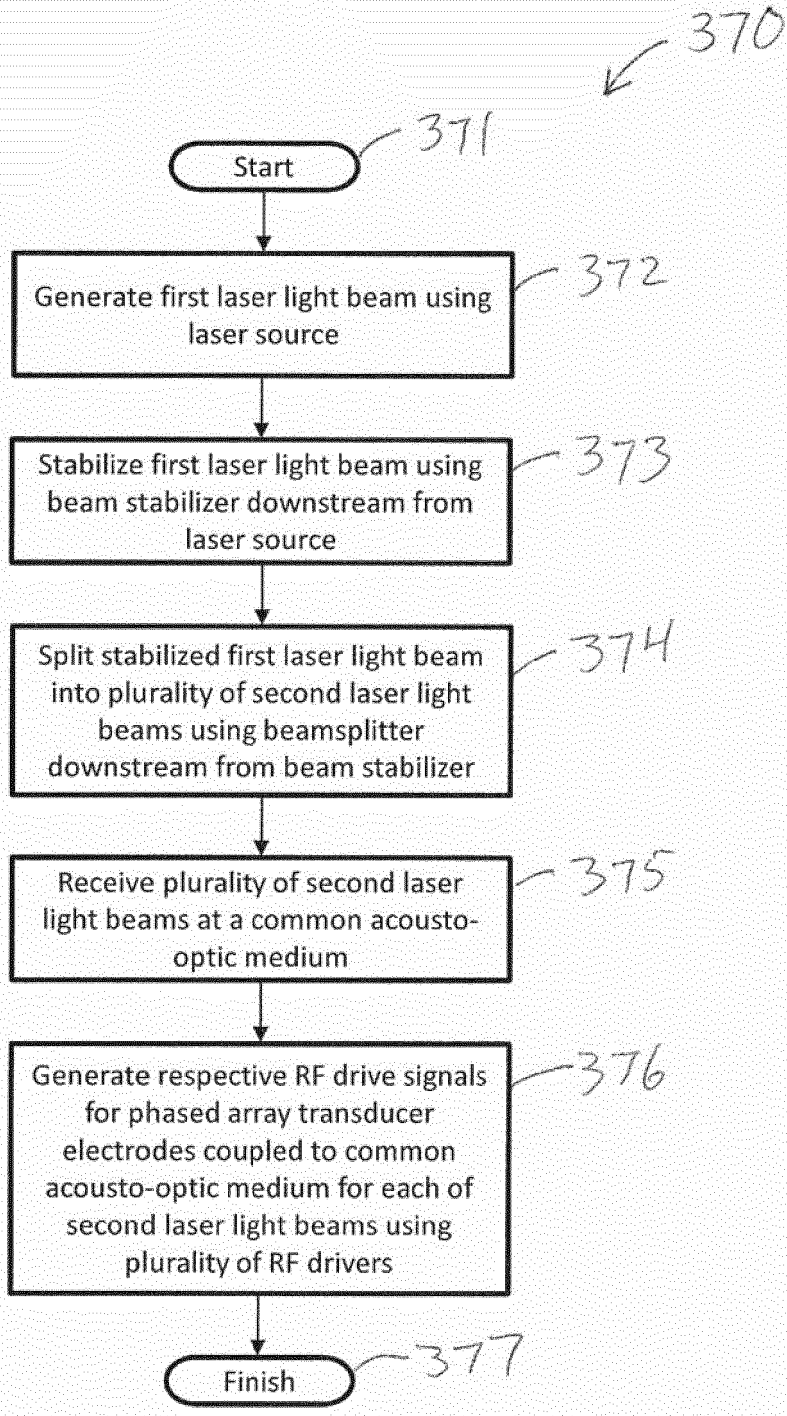 370
371
Start
372
Generate first laser light beam using
laser source
373
Stabilize first laser light beam using
beam stabilizer downstream from
laser source
374
Split stabilized first laser light beam
into plurality of second laser light
beams using beamsplitter
downstream from beam stabilizer
375
Receive plurality of second laser
light beams at a common acousto-
optic medium
376
Generate respective RF drive signals
for phased array transducer
electrodes coupled to common
acousto-optic medium for each of
second laser light beams using
plurality of RF drivers
377
Finish